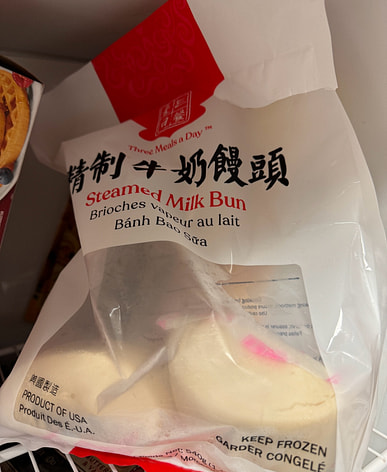 Three Meals a Day™
精制牛奶饅頭
Steamed Milk Bun
Brioches vapeur au lait
Bánh Bao Sữa
美國製造
PRODUCT OF USA
Produit Des É.-U.A.
KEEP FROZEN
GARDER CONGELÉ